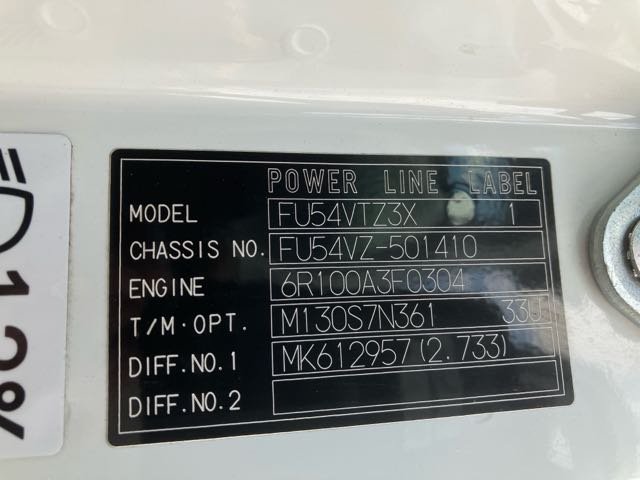 POWER LINE LABEL
MODEL FU54VTZ3X 1
CHASSIS NO. FU54VZ-501410
ENGINE 6R100A3F0304
T/M·OPT. M130S7N361 33U
DIFF.NO.1 MK612957 (2.733)
DIFF.NO.2
12%